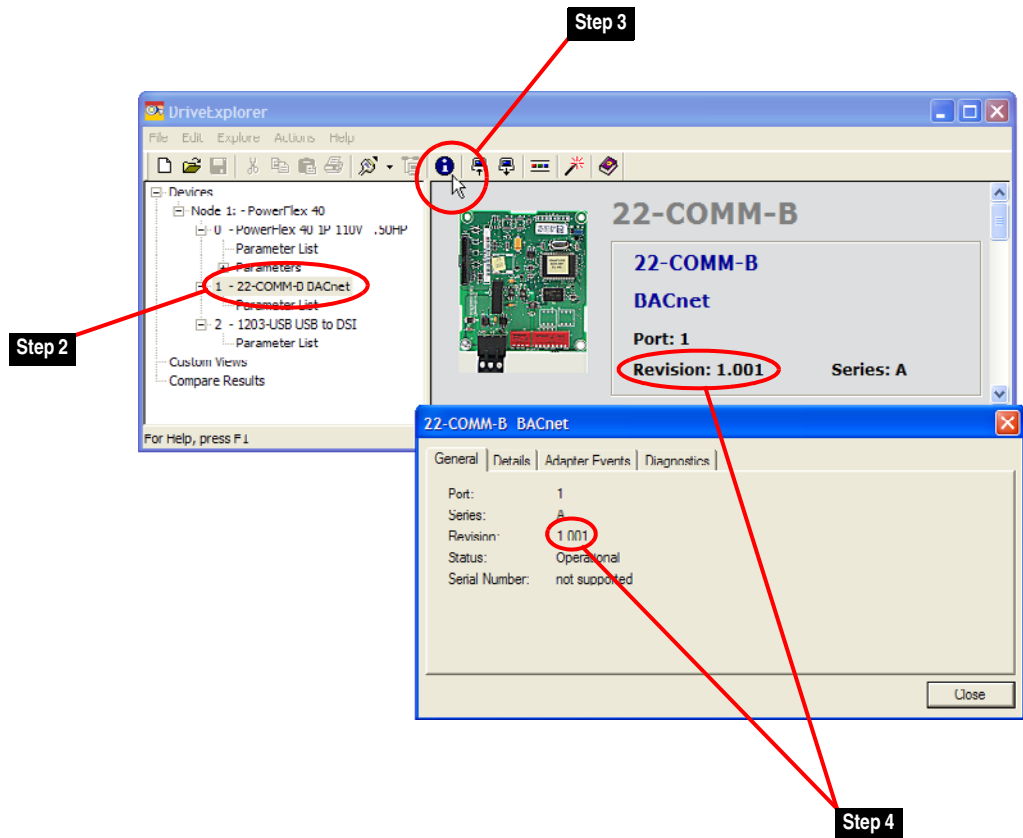 Step 3
DriveExplorer
File Edit Explore Actions Help
Devices
Node 1: - PowerFlex 40
0 - PowerFlex 40 1P 110V .50HP
Parameter List
Parameters
1 - 22-COMM-B BACnet
Parameter List
2 - 1203-USB USB to DSI
Parameter List
Custom Views
Compare Results
For Help, press F1
22-COMM-B
22-COMM-B
BACnet
Port: 1
Revision: 1.001 Series: A
Step 2
22-COMM-B BACnet
General Details Adapter Events Diagnostics
Port: 1
Series: A
Revision: 1.001
Status: Operational
Serial Number: not supported
Close
Step 4